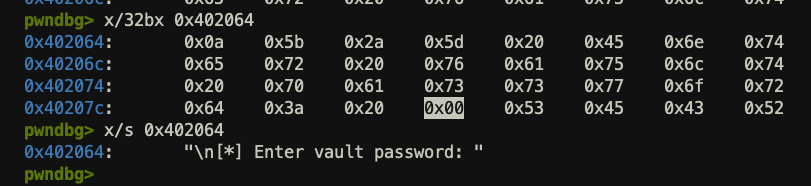 pwndbg> x/32bx 0x402064
0x402064: 0x0a 0x5b 0x2a 0x5d 0x20 0x45 0x6e 0x74
0x40206c: 0x65 0x72 0x20 0x76 0x61 0x75 0x6c 0x74
0x402074: 0x20 0x70 0x61 0x73 0x73 0x77 0x6f 0x72
0x40207c: 0x64 0x3a 0x20 0x00 0x53 0x45 0x43 0x52
pwndbg> x/s 0x402064
0x402064: "\n[*] Enter vault password: "
pwndbg>